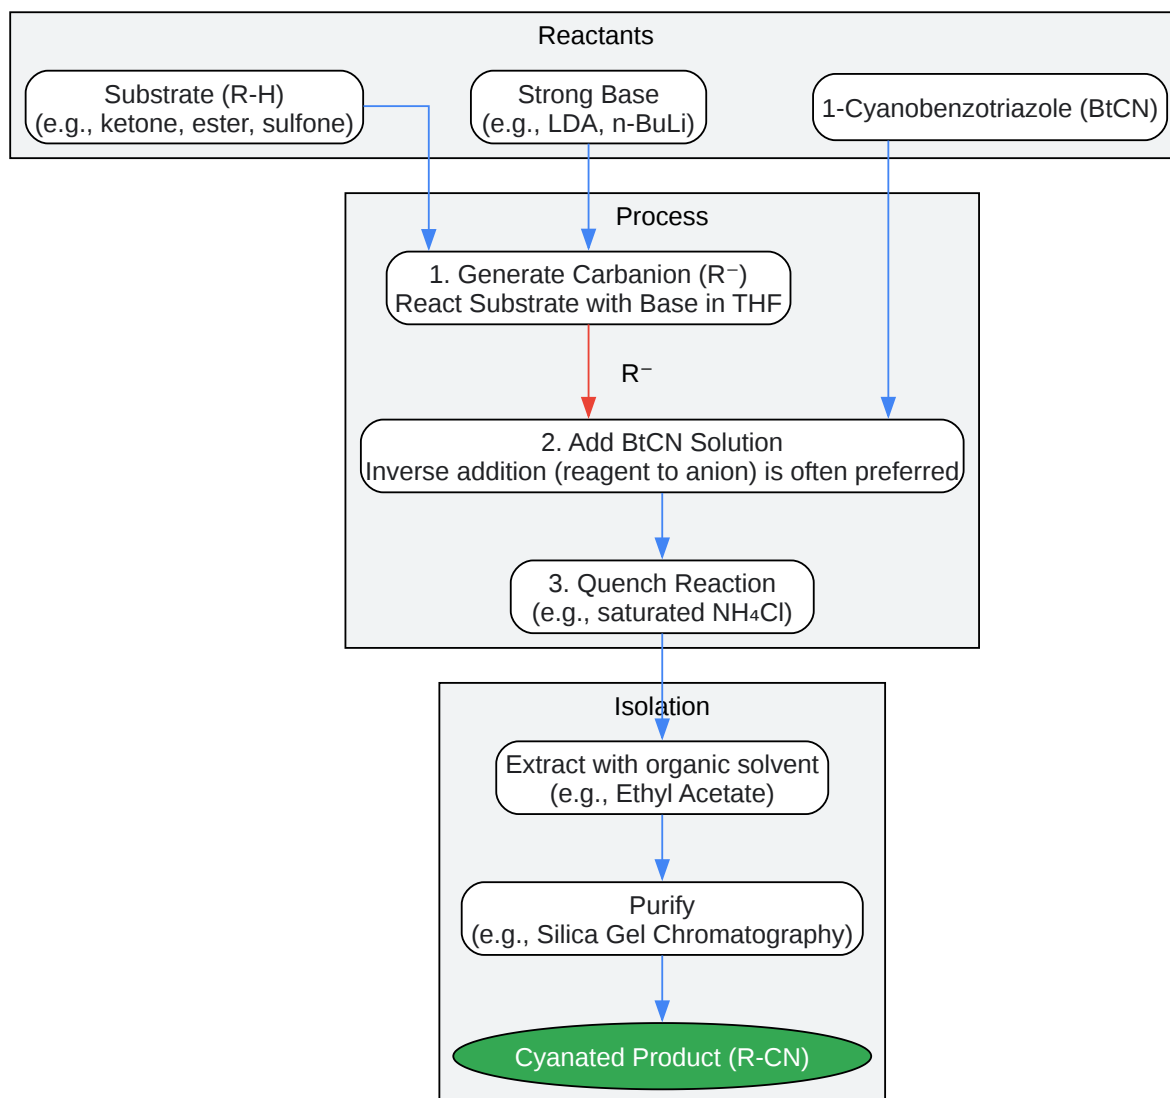 Reactants
Substrate (R-H)
(e.g., ketone, ester, sulfone)
Strong Base
(e.g., LDA, n-BuLi)
1-Cyanobenzotriazole (BtCN)
Process
1. Generate Carbanion (R⁻)
React Substrate with Base in THF
R⁻
2. Add BtCN Solution
Inverse addition (reagent to anion) is often preferred
3. Quench Reaction
(e.g., saturated NH₄Cl)
Isolation
Extract with organic solvent
(e.g., Ethyl Acetate)
Purify
(e.g., Silica Gel Chromatography)
Cyanated Product (R-CN)